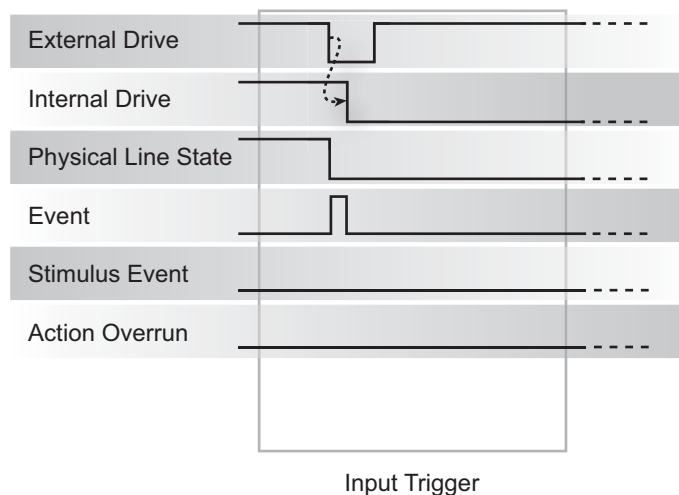 External Drive
Internal Drive
Physical Line State
Event
Stimulus Event
Action Overrun
Input Trigger